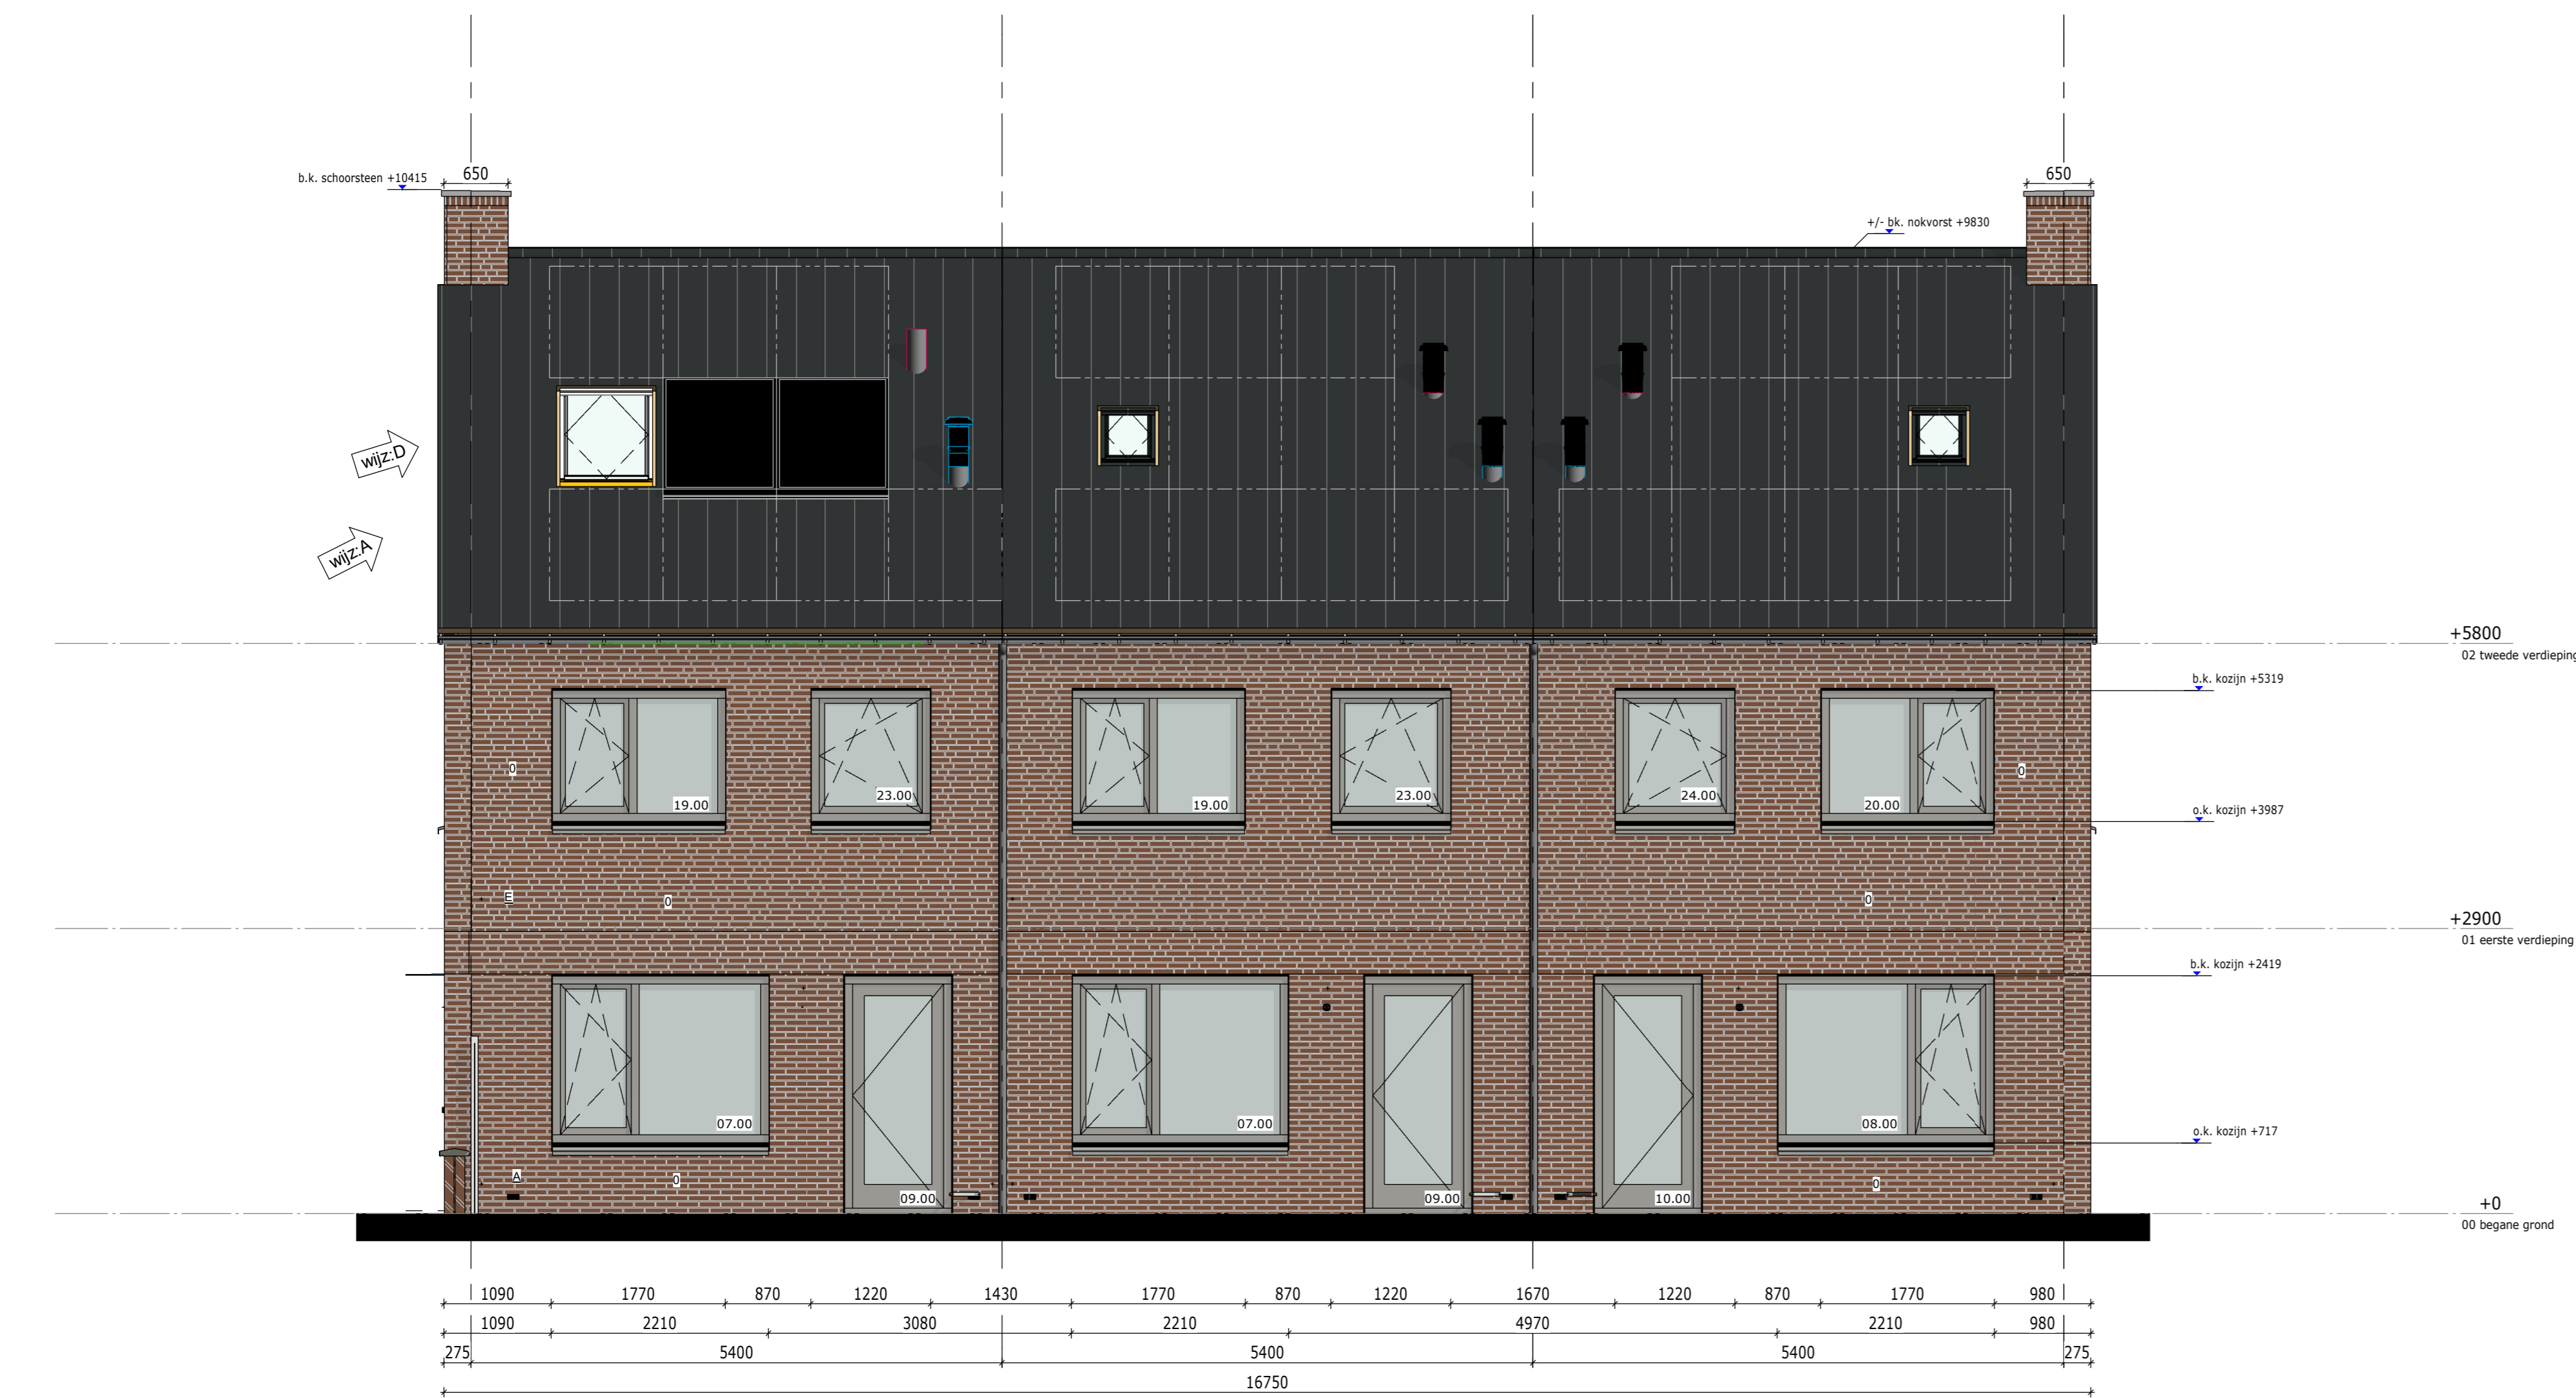 650
650
b.k. schoorsteen +10415
+/- bk. nokvorst +9830
wijz:D
wijz:A
+5800
02 tweede verdieping
b.k. kozijn +5319
19.00
23.00
19.00
23.00
24.00
20.00
0
0
o.k. kozijn +3987
E
0
0
+2900
01 eerste verdieping
b.k. kozijn +2419
07.00
07.00
08.00
o.k. kozijn +717
A
0
0
09.00
09.00
10.00
+0
00 begane grond
1090 1770 870 1220 1430 1770 870 1220 1670 1220 870 1770 980
1090 2210 3080 2210 4970 2210 980
275 5400 5400 5400 275
16750